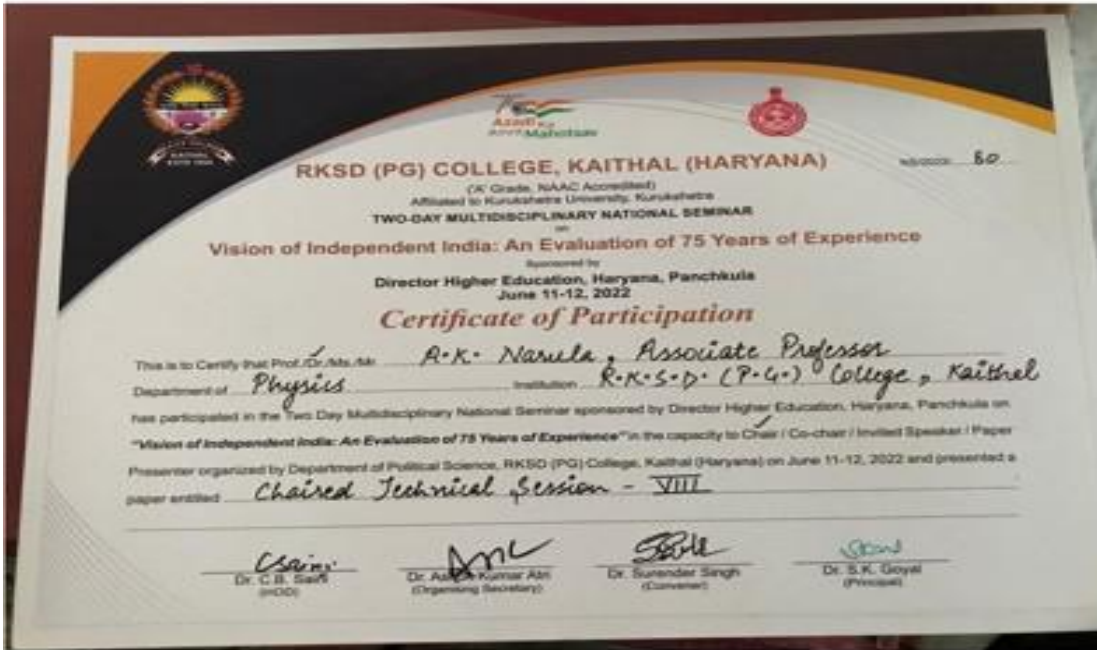 Azadi Ka
Amrit Mahotsav
RKSD (PG) COLLEGE, KAITHAL (HARYANA)
80
('A' Grade, NAAC Accredited)
Affiliated to Kurukshetra University, Kurukshetra
TWO-DAY MULTIDISCIPLINARY NATIONAL SEMINAR
on
Vision of Independent India: An Evaluation of 75 Years of Experience
Sponsored by
Director Higher Education, Haryana, Panchkula
June 11-12, 2022
Certificate of Participation
This is to Certify that Prof./Dr./Ms./Mr. A.K. Narula, Associate Professor
Department of Physics Institution R.K.S.D. (P.G.) College, Kaithal
has participated in the Two Day Multidisciplinary National Seminar sponsored by Director Higher Education, Haryana, Panchkula on
"Vision of Independent India: An Evaluation of 75 Years of Experience" in the capacity to Chair / Co-chair / Invited Speaker / Paper
Presenter organized by Department of Political Science, RKSD (PG) College, Kaithal (Haryana) on June 11-12, 2022 and presented a
paper entitled Chaired Technical Session - VIII
Dr. C.B. Saini
(HOD)
Dr. Kumar Atri
(Organising Secretary)
Dr. Surender Singh
(Convener)
Dr. S.K. Goyal
(Principal)